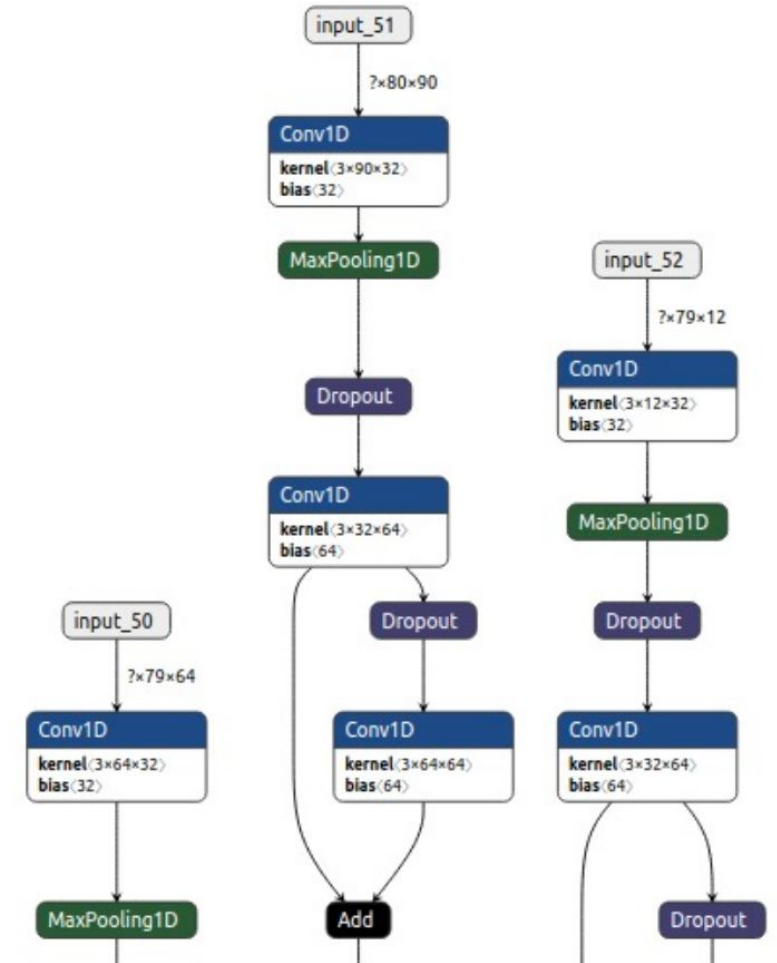 input_51
?×80×90
Conv1D
kernel⟨3×90×32⟩
bias⟨32⟩
MaxPooling1D
input_52
?×79×12
Dropout
Conv1D
kernel⟨3×12×32⟩
bias⟨32⟩
Conv1D
kernel⟨3×32×64⟩
bias⟨64⟩
MaxPooling1D
input_50
Dropout
Dropout
?×79×64
Conv1D
kernel⟨3×64×32⟩
bias⟨32⟩
Conv1D
kernel⟨3×64×64⟩
bias⟨64⟩
Conv1D
kernel⟨3×32×64⟩
bias⟨64⟩
MaxPooling1D
Add
Dropout